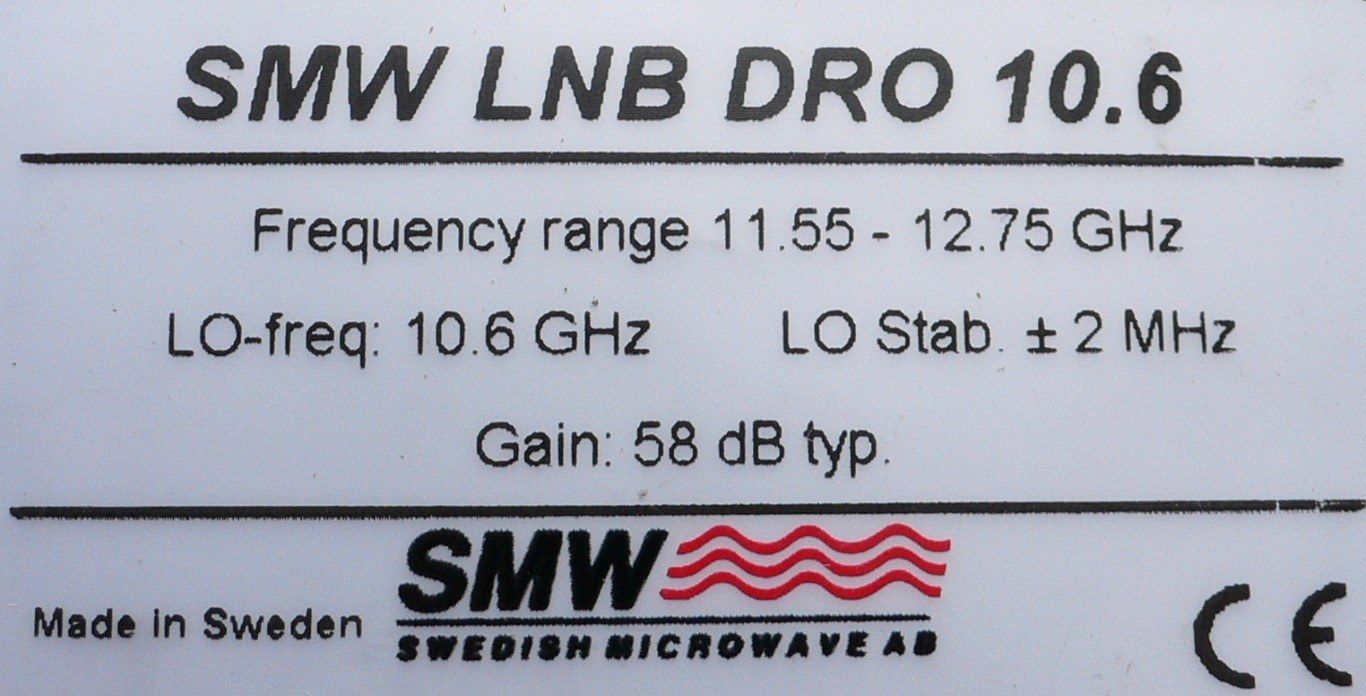 SMW LNB DRO 10.6
Frequency range 11.55 - 12.75 GHz
LO-freq: 10.6 GHz LO Stab. ± 2 MHz
Gain: 58 dB typ.
SMW
Made in Sweden
SWEDISH MICROWAVE AB
CE